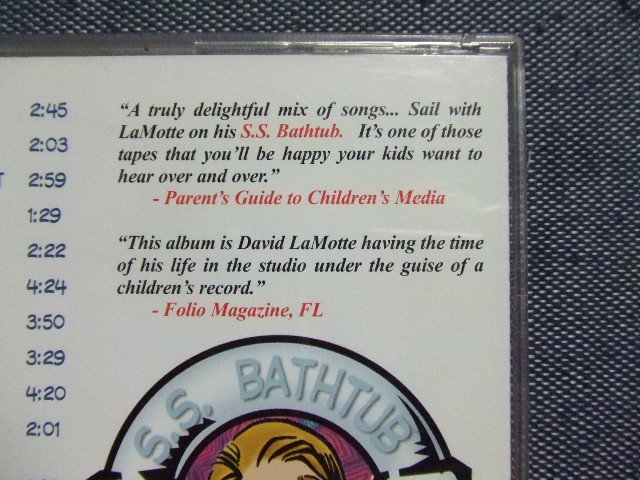 2:45
2:03
2:59
1:29
2:22
4:24
3:50
3:29
4:20
2:01
“A truly delightful mix of songs... Sail with
LaMotte on his S.S. Bathtub. It’s one of those
tapes that you’ll be happy your kids want to
hear over and over.”
- Parent’s Guide to Children’s Media
“This album is David LaMotte having the time
of his life in the studio under the guise of a
children’s record.”
- Folio Magazine, FL
S.S. BATHTUB